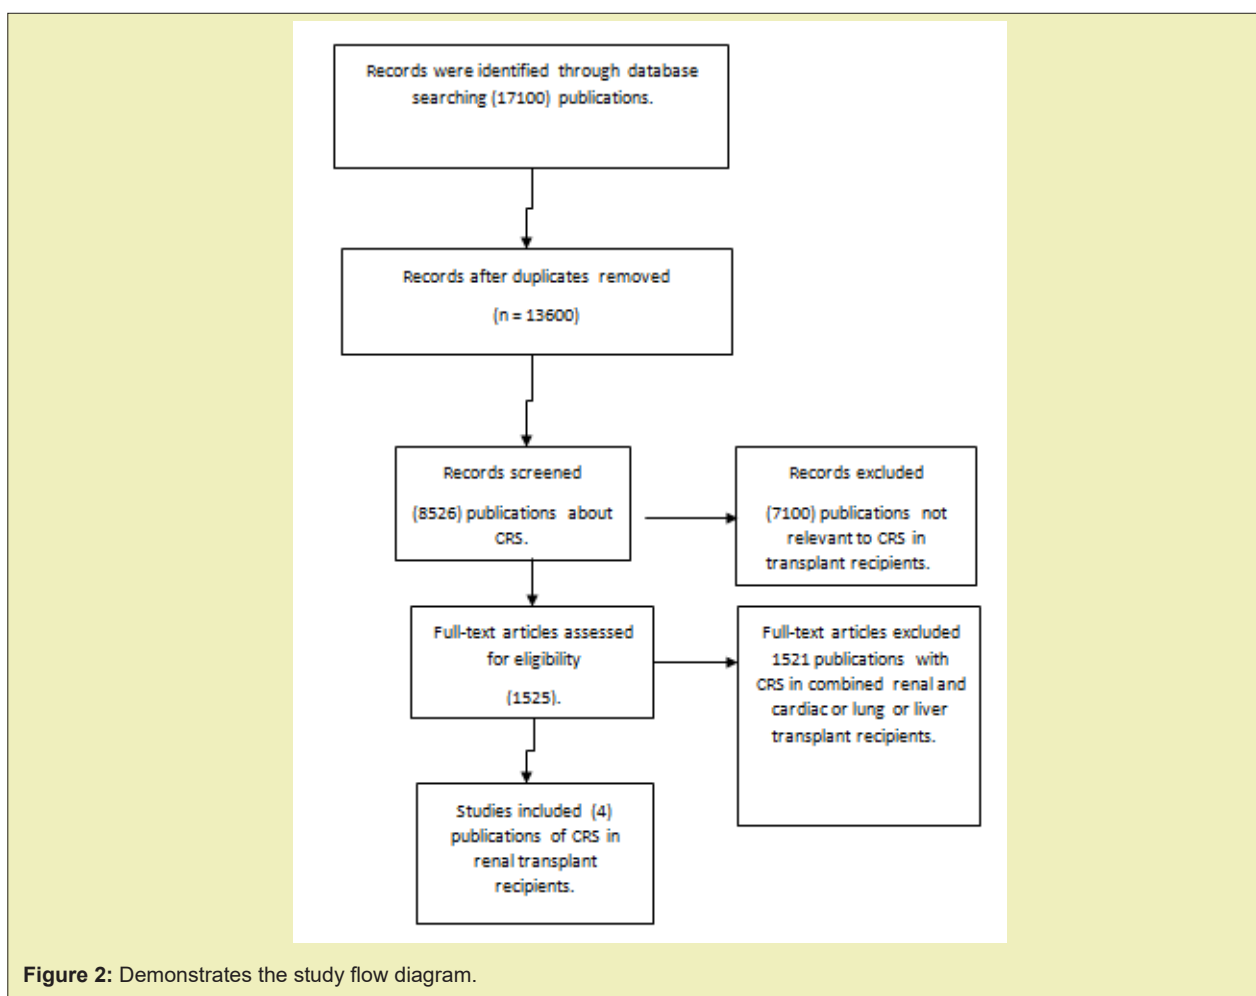 Records were identified through database
searching (17100) publications.
Records after duplicates removed
(n = 13600)
Records screened
(8526) publications about
CRS.
Records excluded
(7100) publications not
relevant to CRS in
transplant recipients.
Full-text articles assessed
for eligibility
(1525).
Full-text articles excluded
1521 publications with
CRS in combined renal and
cardiac or lung or liver
transplant recipients.
Studies included (4)
publications of CRS in
renal transplant
recipients.
Figure 2: Demonstrates the study flow diagram.